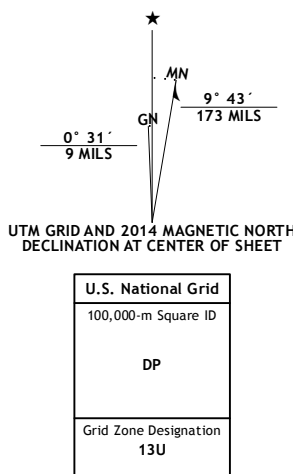 ★
MN
GN
9° 43´
173 MILS
0° 31´
9 MILS
UTM GRID AND 2014 MAGNETIC NORTH
DECLINATION AT CENTER OF SHEET
U.S. National Grid
100,000-m Square ID
DP
Grid Zone Designation
13U